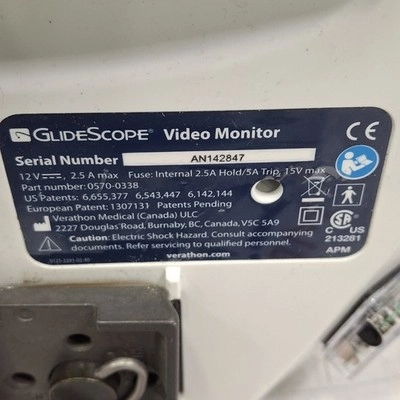 GLIDESCOPE® Video Monitor
Serial Number AN142847
12V⎓, 2.5 A max Fuse: Internal 2.5A Hold/5A Trip, 15V max
Part number: 0570-0338
US Patents: 6,655,377 6,543,447 6,142,144
European Patent: 1307131 Patents Pending
Verathon Medical (Canada) ULC
2227 Douglas Road, Burnaby, BC, Canada, V5C 5A9
Caution: Electric Shock Hazard. Consult accompanying
documents. Refer servicing to qualified personnel.
verathon.com
CE
C US
213281
APM